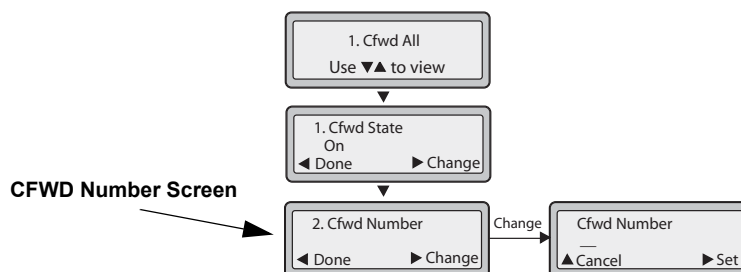 1. Cfwd All
Use ▼▲ to view
▼
1. Cfwd State
On
◀ Done ▶ Change
▼
CFWD Number Screen
2. Cfwd Number
◀ Done ▶ Change
Change
Cfwd Number
__
▲ Cancel ▶ Set